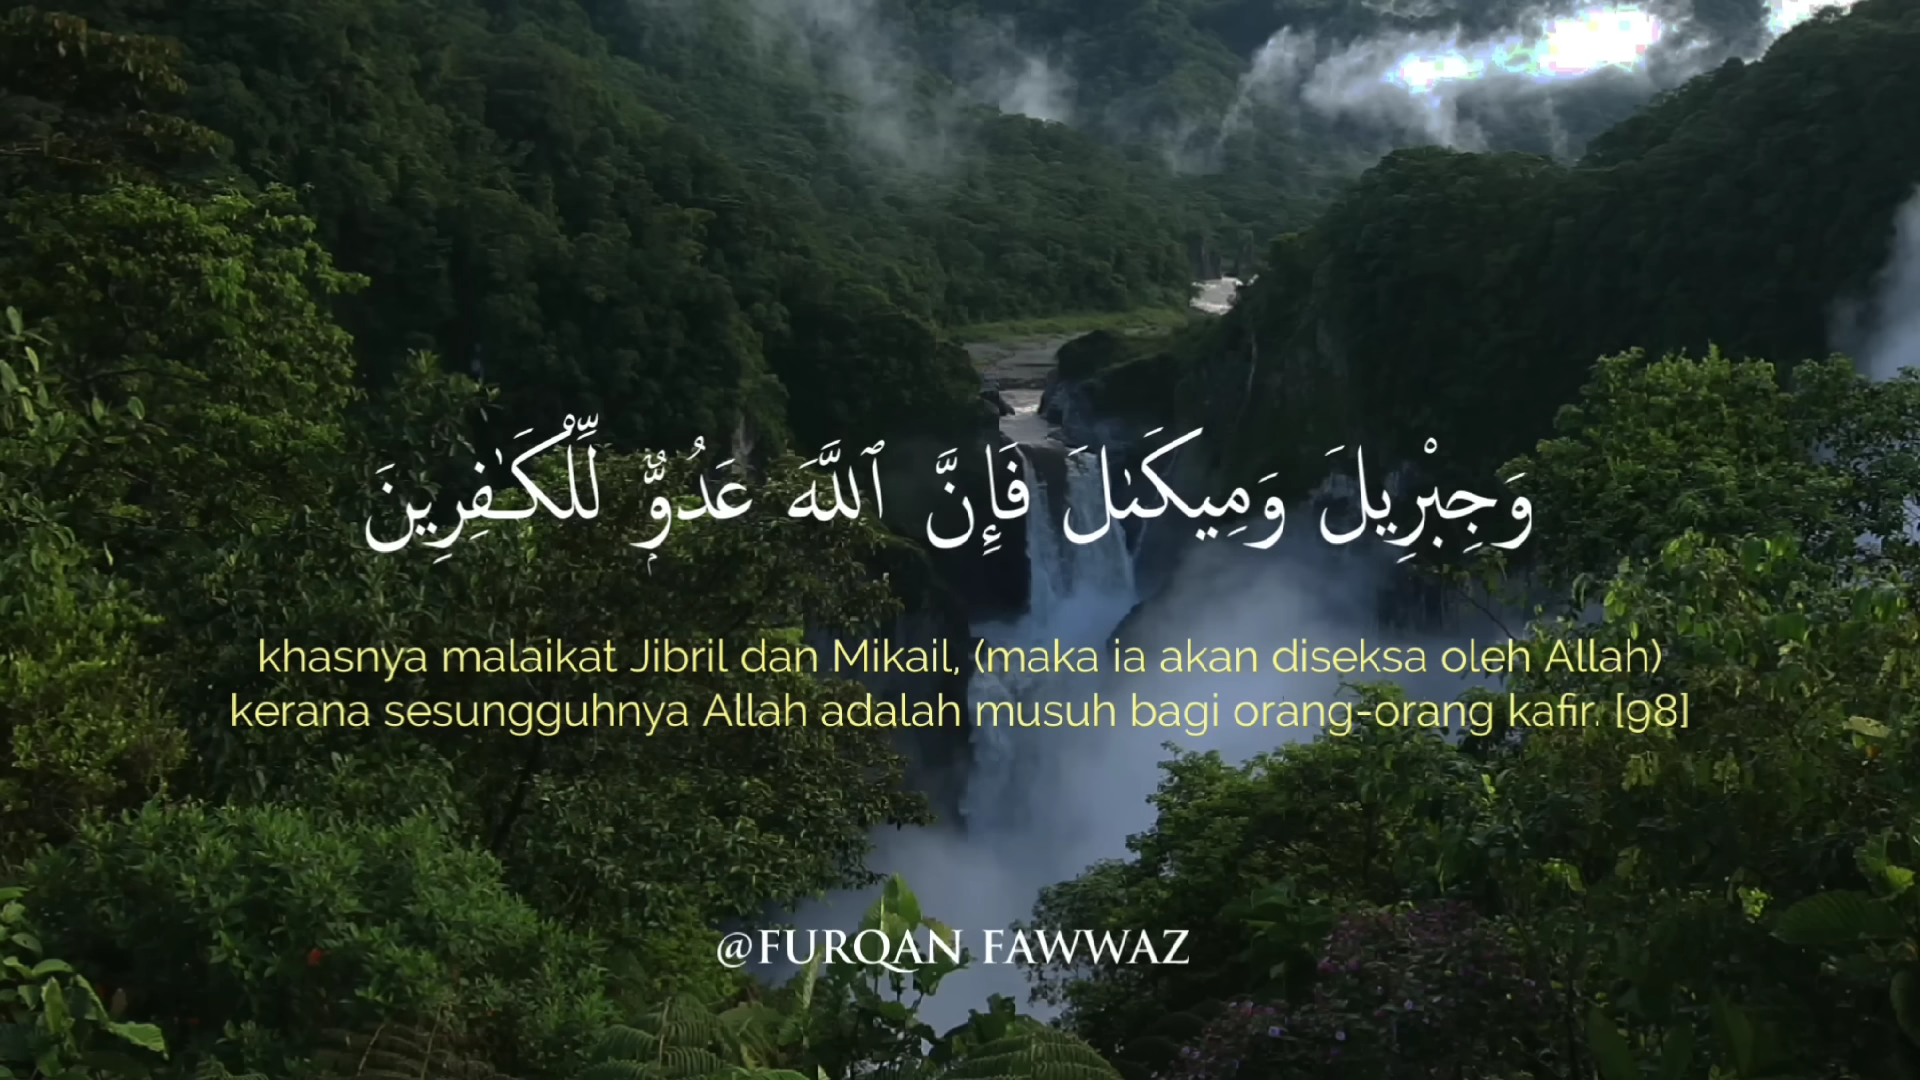 وَجِبْرِيلَ وَمِيكَىٰلَ فَإِنَّ ٱللَّهَ عَدُوٌّۭ لِّلْكَـٰفِرِينَ
khasnya malaikat Jibril dan Mikail, (maka ia akan diseksa oleh Allah)
kerana sesungguhnya Allah adalah musuh bagi orang-orang kafir. [98]
@FURQAN FAWWAZ